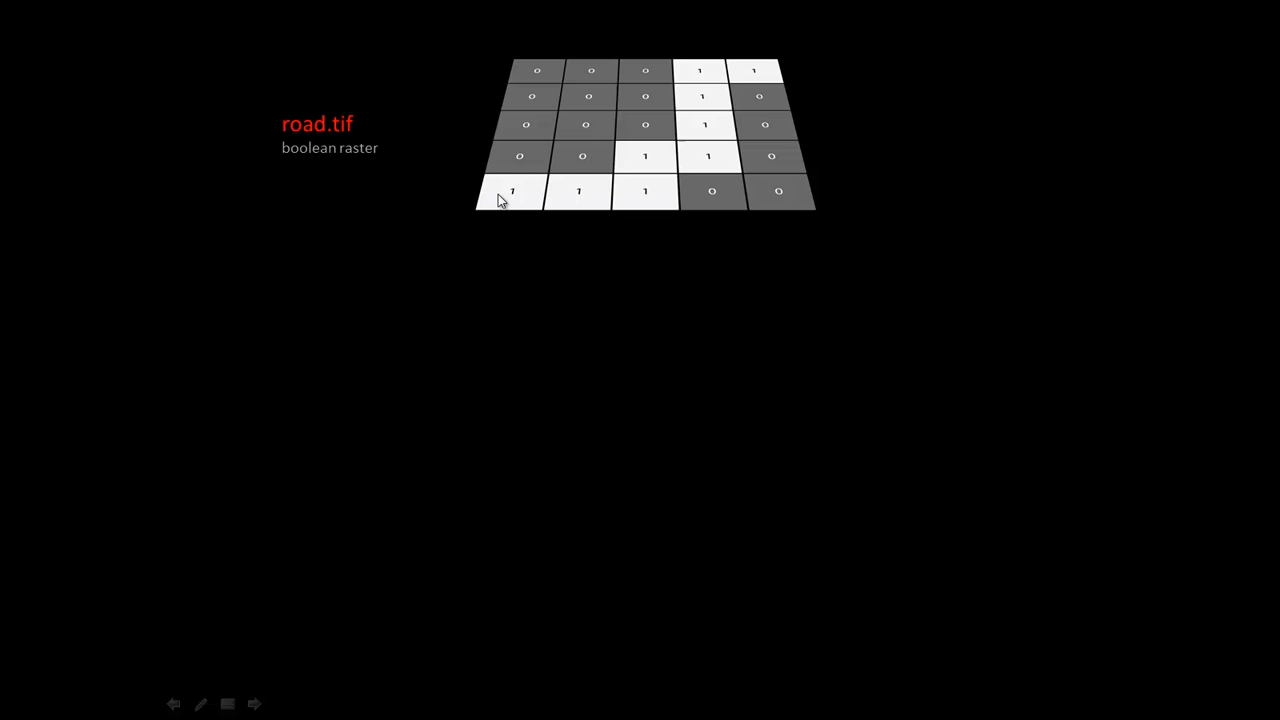 0 0 0 1 1
0 0 0 1 0
road.tif
0 0 0 1 0
boolean raster
0 0 1 1 0
1 1 1 0 0